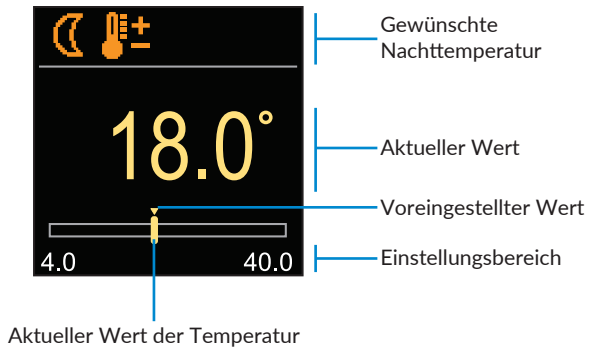 Gewünschte
Nachttemperatur
18.0°
Aktueller Wert
Voreingestellter Wert
4.0 40.0
Einstellungsbereich
Aktueller Wert der Temperatur